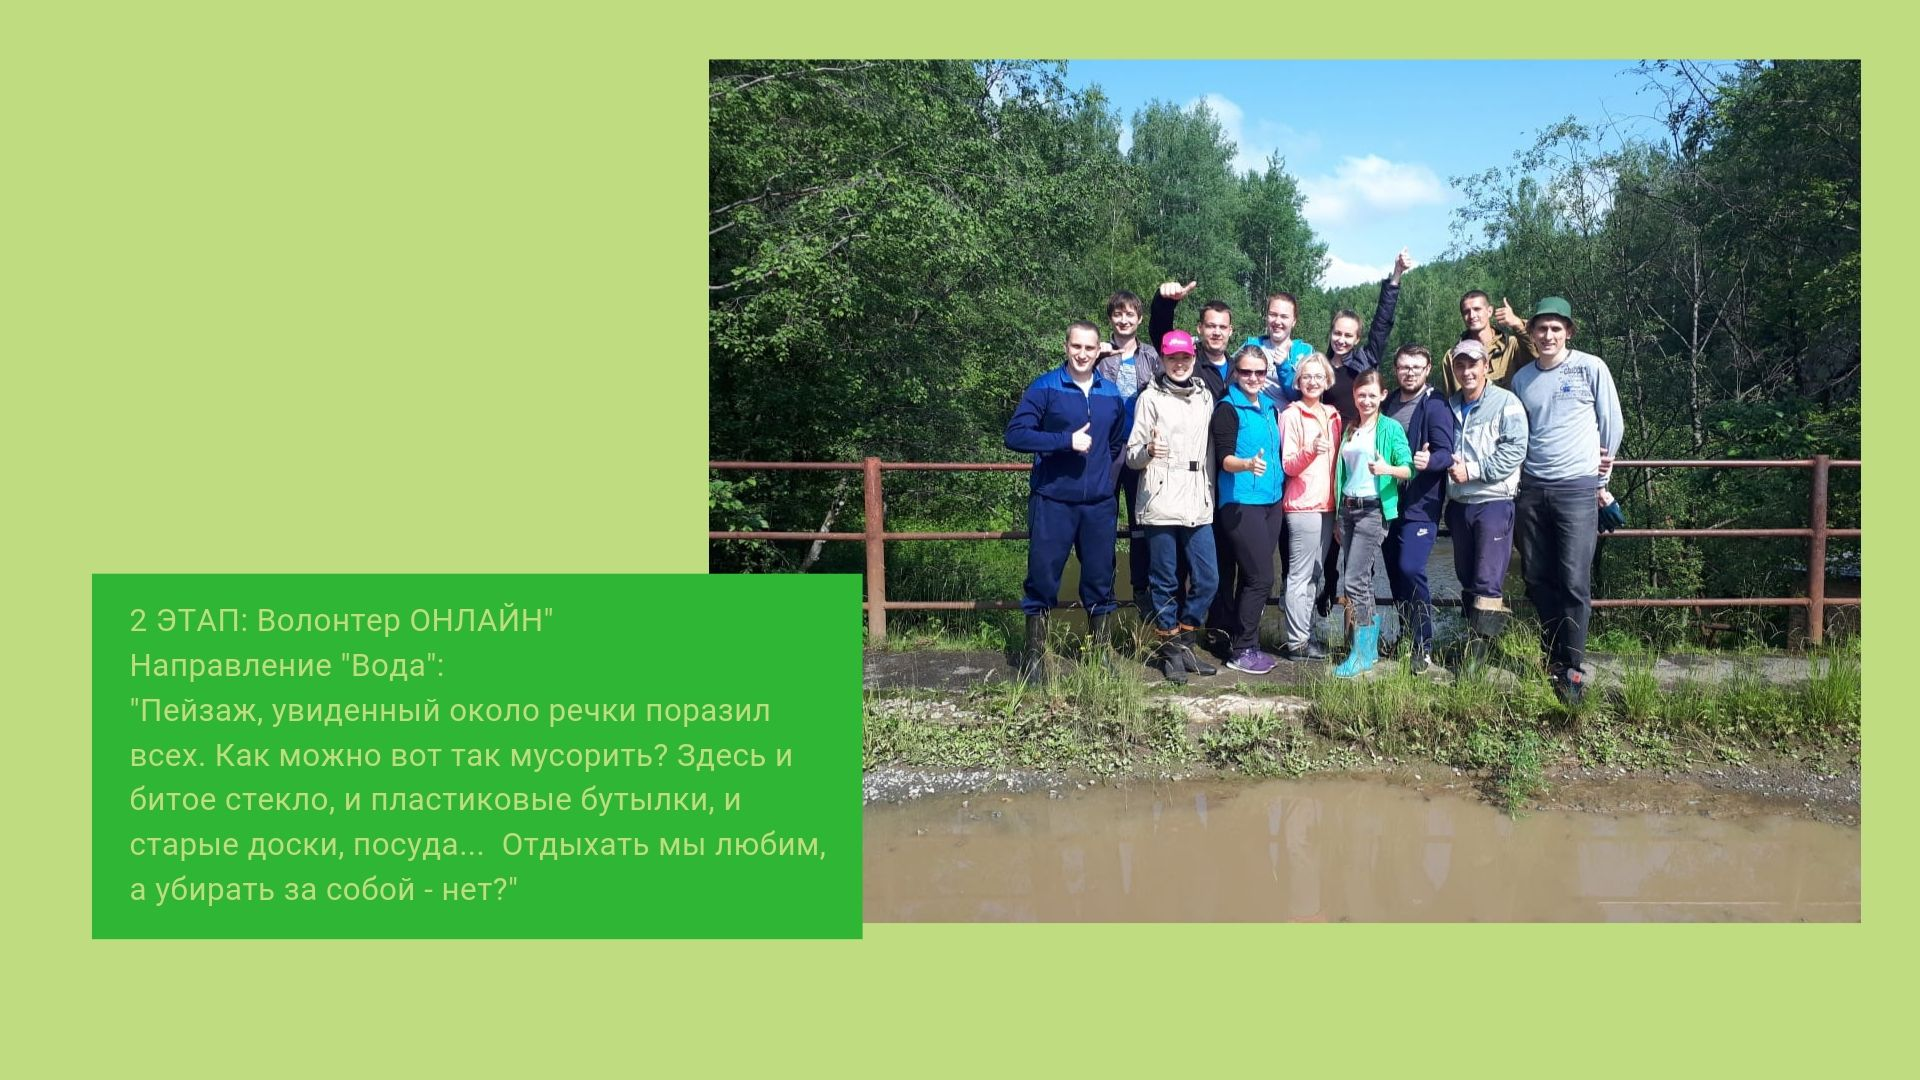 2 ЭТАП: Волонтер ОНЛАЙН"
Направление "Вода":
"Пейзаж, увиденный около речки поразил
всех. Как можно вот так мусорить? Здесь и
битое стекло, и пластиковые бутылки, и
старые доски, посуда...  Отдыхать мы любим,
а убирать за собой - нет?"